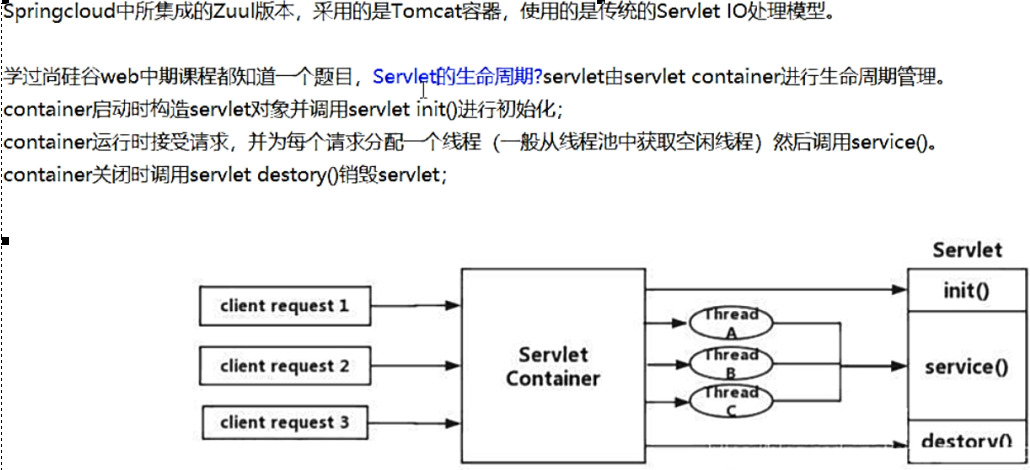 Springcloud中所集成的Zuul版本，采用的是Tomcat容器，使用的是传统的Servlet IO处理模型。
学过尚硅谷web中期课程都知道一个题目，Servlet的生命周期?servlet由servlet container进行生命周期管理。
container启动时构造servlet对象并调用servlet init()进行初始化；
container运行时接受请求，并为每个请求分配一个线程（一般从线程池中获取空闲线程）然后调用service()。
container关闭时调用servlet destory()销毁servlet；
Servlet
client request 1
client request 2
client request 3
Servlet
Container
Thread
A
Thread
B
Thread
C
init()
service()
destory()